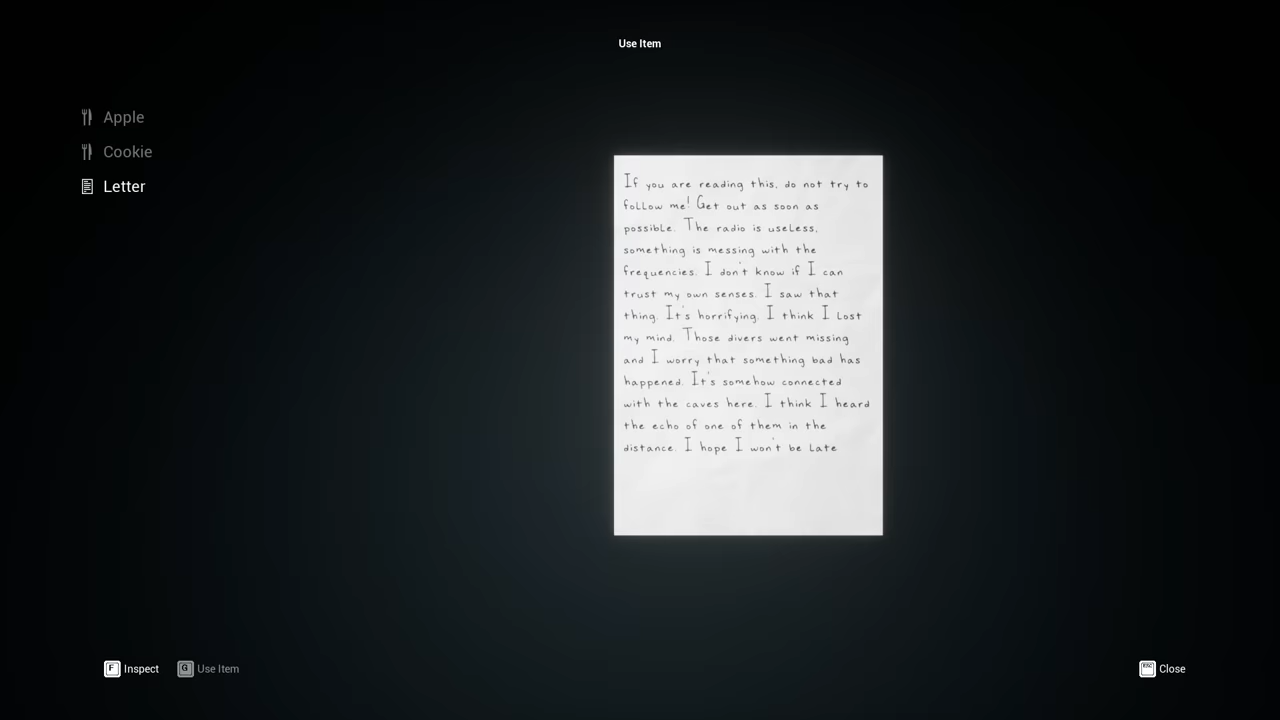 Use Item
Apple
Cookie
Letter
If you are reading this, do not try to
follow me! Get out as soon as
possible. The radio is useless,
something is messing with the
frequencies. I don't know if I can
trust my own senses. I saw that
thing. It's horrifying. I think I lost
my mind. Those divers went missing
and I worry that something bad has
happened. It's somehow connected
with the caves here. I think I heard
the echo of one of them in the
distance. I hope I won't be late
F Inspect G Use Item
ESC Close